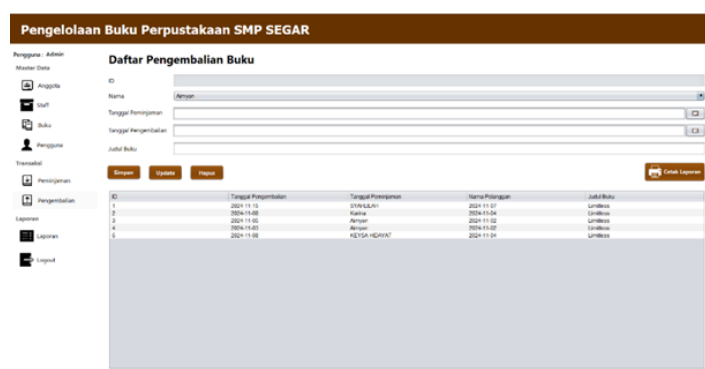 Pengelolaan Buku Perpustakaan SMP SEGAR
Pengguna : Admin
Master Data
Anggota
Staff
Buku
Pengguna
Transaksi
Peminjaman
Pengembalian
Laporan
Laporan
Logout
Daftar Pengembalian Buku
ID
Nama Aimyon
Tanggal Peminjaman
Tanggal Pengembalian
Judul Buku
Simpan Update Hapus Cetak Laporan
ID Tanggal Pengembalian Tanggal Peminjaman Nama Pelanggan Judul Buku
1 2024-11-15 2024-11-07 Limitless
2 2024-11-08 Karina 2024-11-04 Limitless
3 2024-11-05 Aimyon 2024-11-02 Limitless
4 2024-11-03 Aimyon 2024-11-02 Limitless
5 2024-11-08 KEYSA HIDAYAT 2024-11-04 Limitless